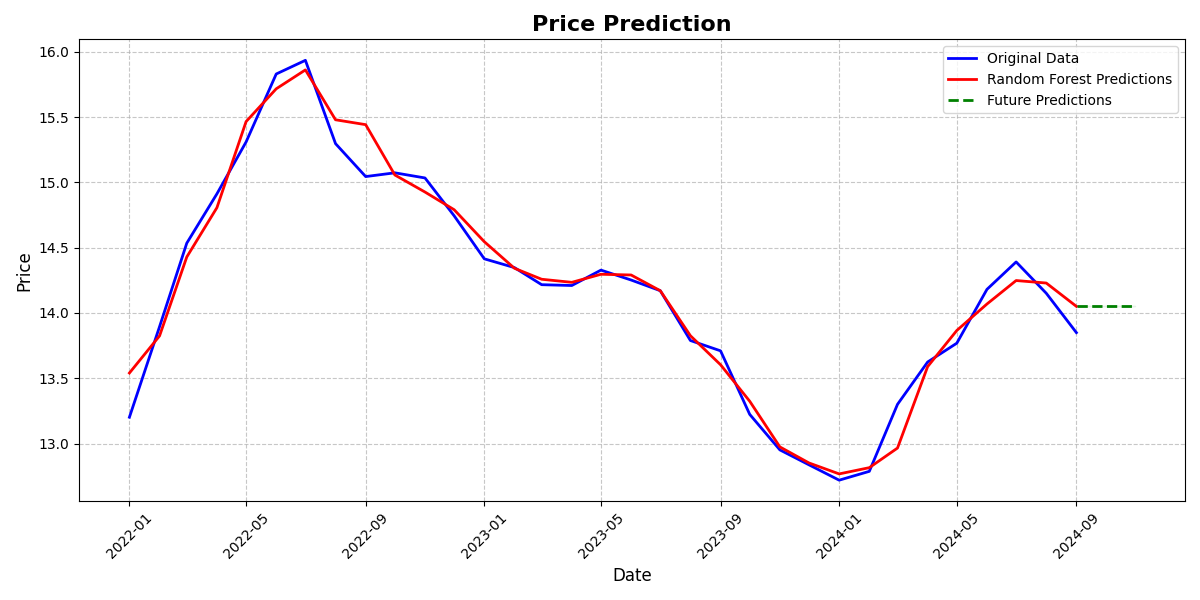 Price Prediction
Original Data
Random Forest Predictions
Future Predictions
Price
16.0
15.5
15.0
14.5
14.0
13.5
13.0
2022-01
2022-05
2022-09
2023-01
2023-05
2023-09
2024-01
2024-05
2024-09
Date